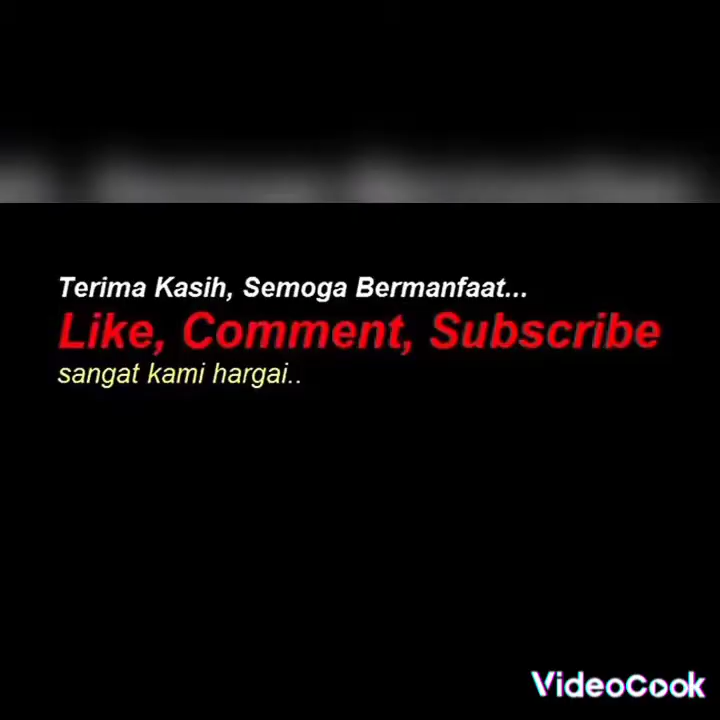 Terima Kasih, Semoga Bermanfaat...
Like, Comment, Subscribe
sangat kami hargai..
VideoCook